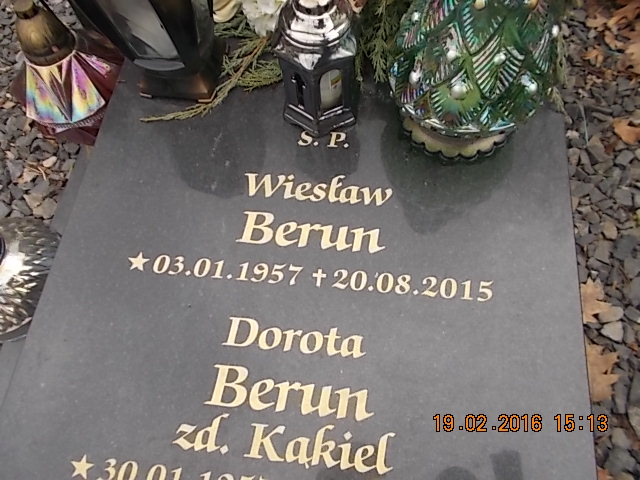 Ś. P.
Wiesław
Berun
★03.01.1957 ✝ 20.08.2015
Dorota
Berun
zd. Kąkiel
19.02.2016 15:13